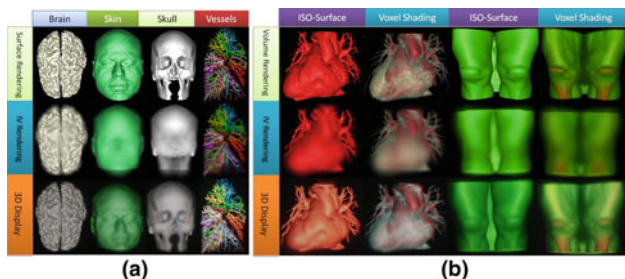 Brain Skin Skull Vessels
Surface Rendering
IV Rendering
3D Display
(a)
ISO-Surface Voxel Shading ISO-Surface Voxel Shading
Volume Rendering
IV Rendering
3D Display
(b)